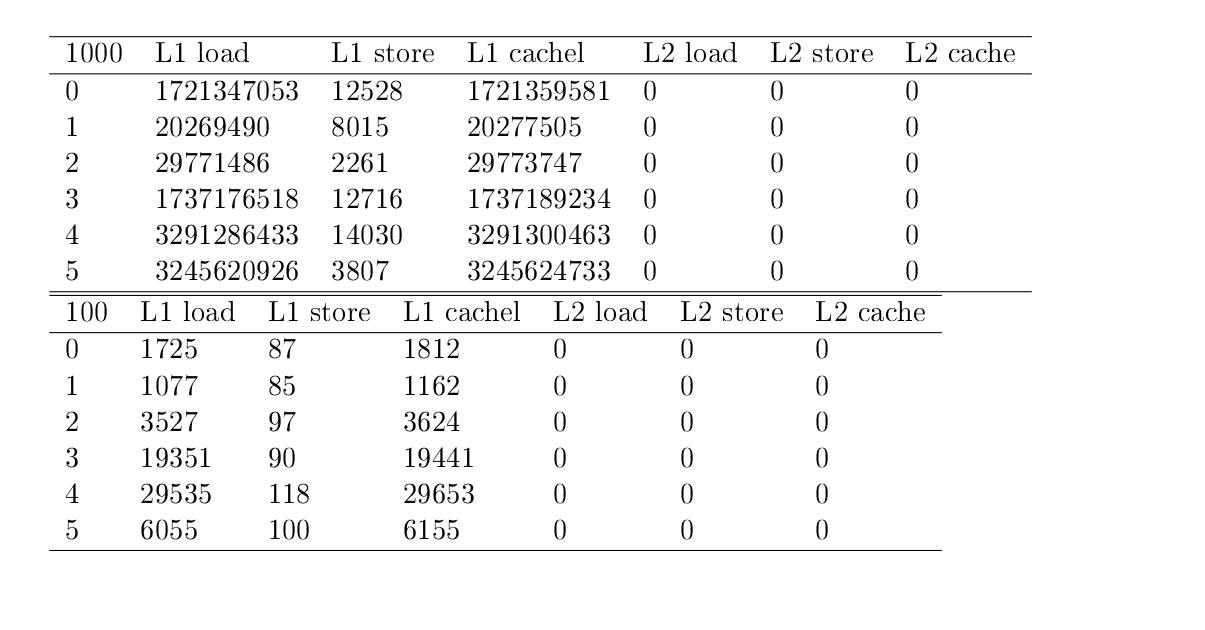 1000 L1 load L1 store L1 cachel L2 load L2 store L2 cache
0 1721347053 12528 1721359581 0 0 0
1 20269490 8015 20277505 0 0 0
2 29771486 2261 29773747 0 0 0
3 1737176518 12716 1737189234 0 0 0
4 3291286433 14030 3291300463 0 0 0
5 3245620926 3807 3245624733 0 0 0
100 L1 load L1 store L1 cachel L2 load L2 store L2 cache
0 1725 87 1812 0 0 0
1 1077 85 1162 0 0 0
2 3527 97 3624 0 0 0
3 19351 90 19441 0 0 0
4 29535 118 29653 0 0 0
5 6055 100 6155 0 0 0